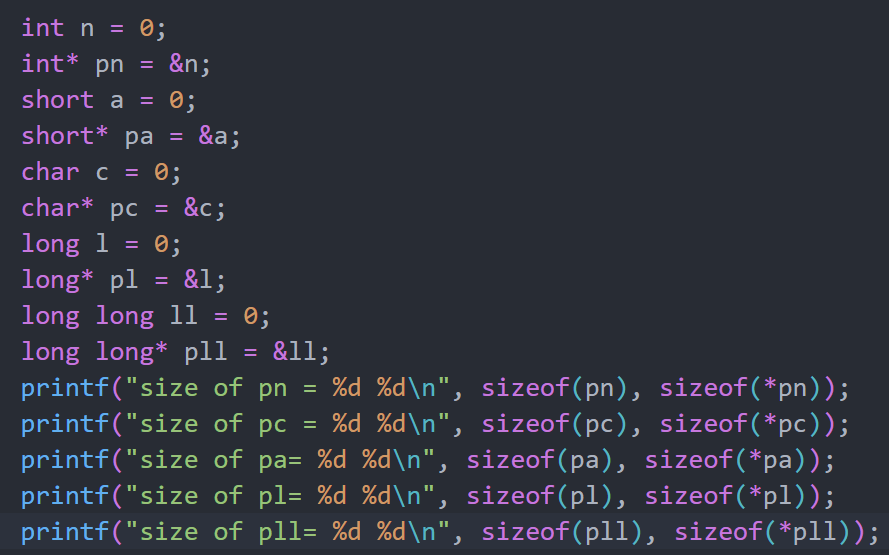 int n = 0;
int* pn = &n;
short a = 0;
short* pa = &a;
char c = 0;
char* pc = &c;
long l = 0;
long* pl = &l;
long long ll = 0;
long long* pll = &ll;
printf("size of pn = %d %d\n", sizeof(pn), sizeof(*pn));
printf("size of pc = %d %d\n", sizeof(pc), sizeof(*pc));
printf("size of pa= %d %d\n", sizeof(pa), sizeof(*pa));
printf("size of pl= %d %d\n", sizeof(pl), sizeof(*pl));
printf("size of pll= %d %d\n", sizeof(pll), sizeof(*pll));